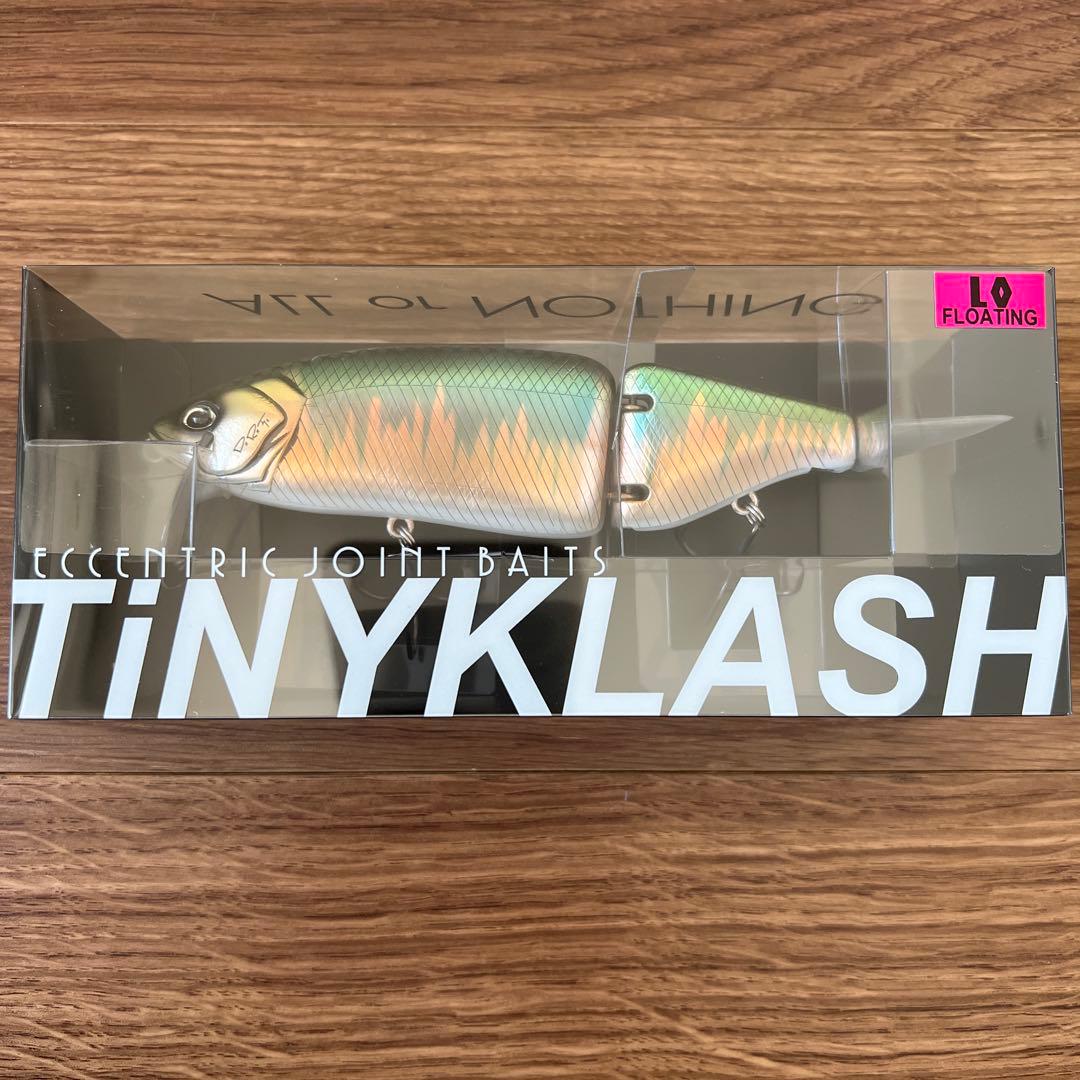 ALL or NOTHING
LO
FLOATING
D.R.T.
ECCENTRIC JOINT BAITS
TiNYKLASH